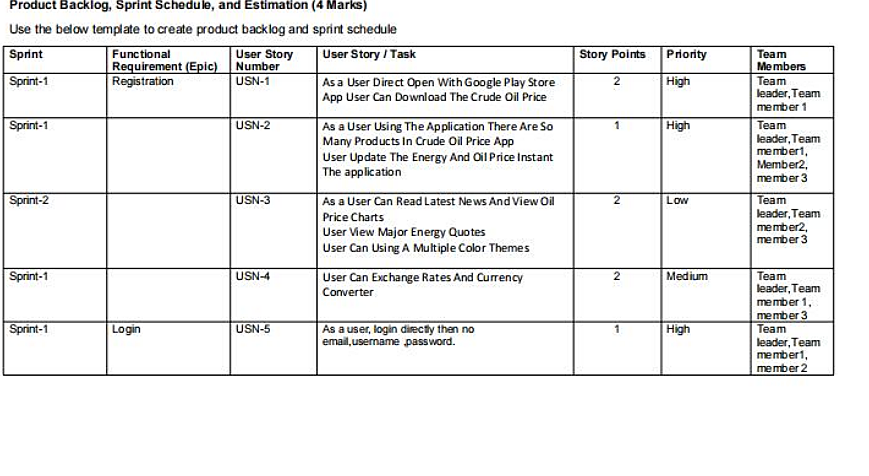 Product Backlog, Sprint Schedule, and Estimation (4 Marks)
Use the below template to create product backlog and sprint schedule
Sprint Functional Requirement (Epic) User Story Number User Story / Task Story Points Priority Team Members
Sprint-1 Registration USN-1 As a User Direct Open With Google Play Store 2 High Team
App User Can Download The Crude Oil Price leader,Team
member 1
Sprint-1 USN-2 As a User Using The Application There Are So 1 High Team
Many Products In Crude Oil Price App leader,Team
User Update The Energy And Oil Price Instant member1,
The application Member2,
member 3
Sprint-2 USN-3 As a User Can Read Latest News And View Oil 2 Low Team
Price Charts leader,Team
User View Major Energy Quotes member2,
User Can Using A Multiple Color Themes member 3
Sprint-1 USN-4 User Can Exchange Rates And Currency 2 Medium Team
Converter leader,Team
member 1,
member 3
Sprint-1 Login USN-5 As a user, login directly then no 1 High Team
email,username ,password. leader,Team
member1,
member 2